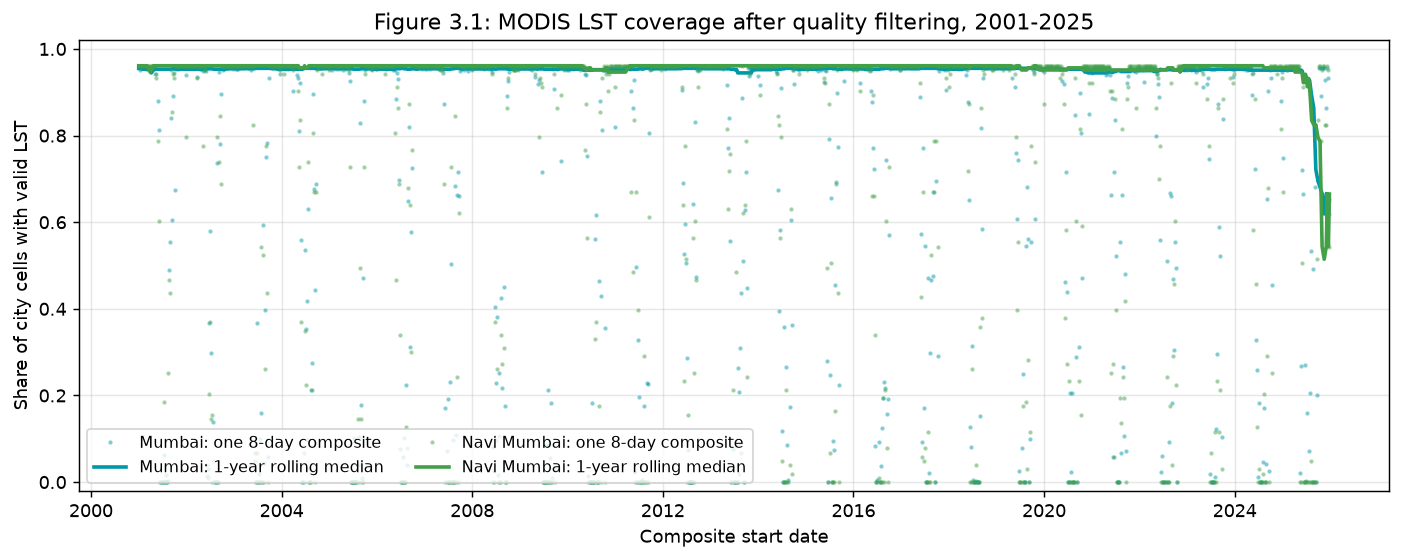 Figure 3.1: MODIS LST coverage after quality filtering, 2001-2025
Share of city cells with valid LST
1.0
0.8
0.6
0.4
0.2
0.0
Mumbai: one 8-day composite
Mumbai: 1-year rolling median
Navi Mumbai: one 8-day composite
Navi Mumbai: 1-year rolling median
2000 2004 2008 2012 2016 2020 2024
Composite start date